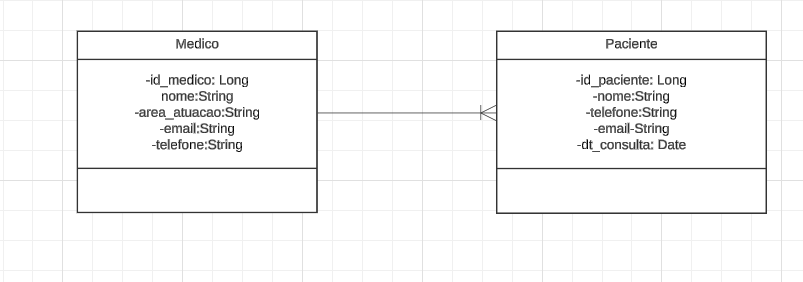 Medico
-id_medico: Long
nome:String
-area_atuacao:String
-email:String
-telefone:String
Paciente
-id_paciente: Long
-nome:String
-telefone:String
-email-String
-dt_consulta: Date